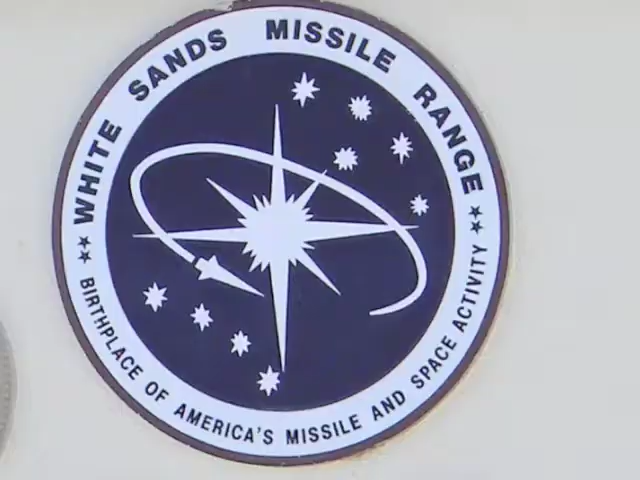 WHITE SANDS MISSILE RANGE
BIRTHPLACE OF AMERICA'S MISSILE AND SPACE ACTIVITY